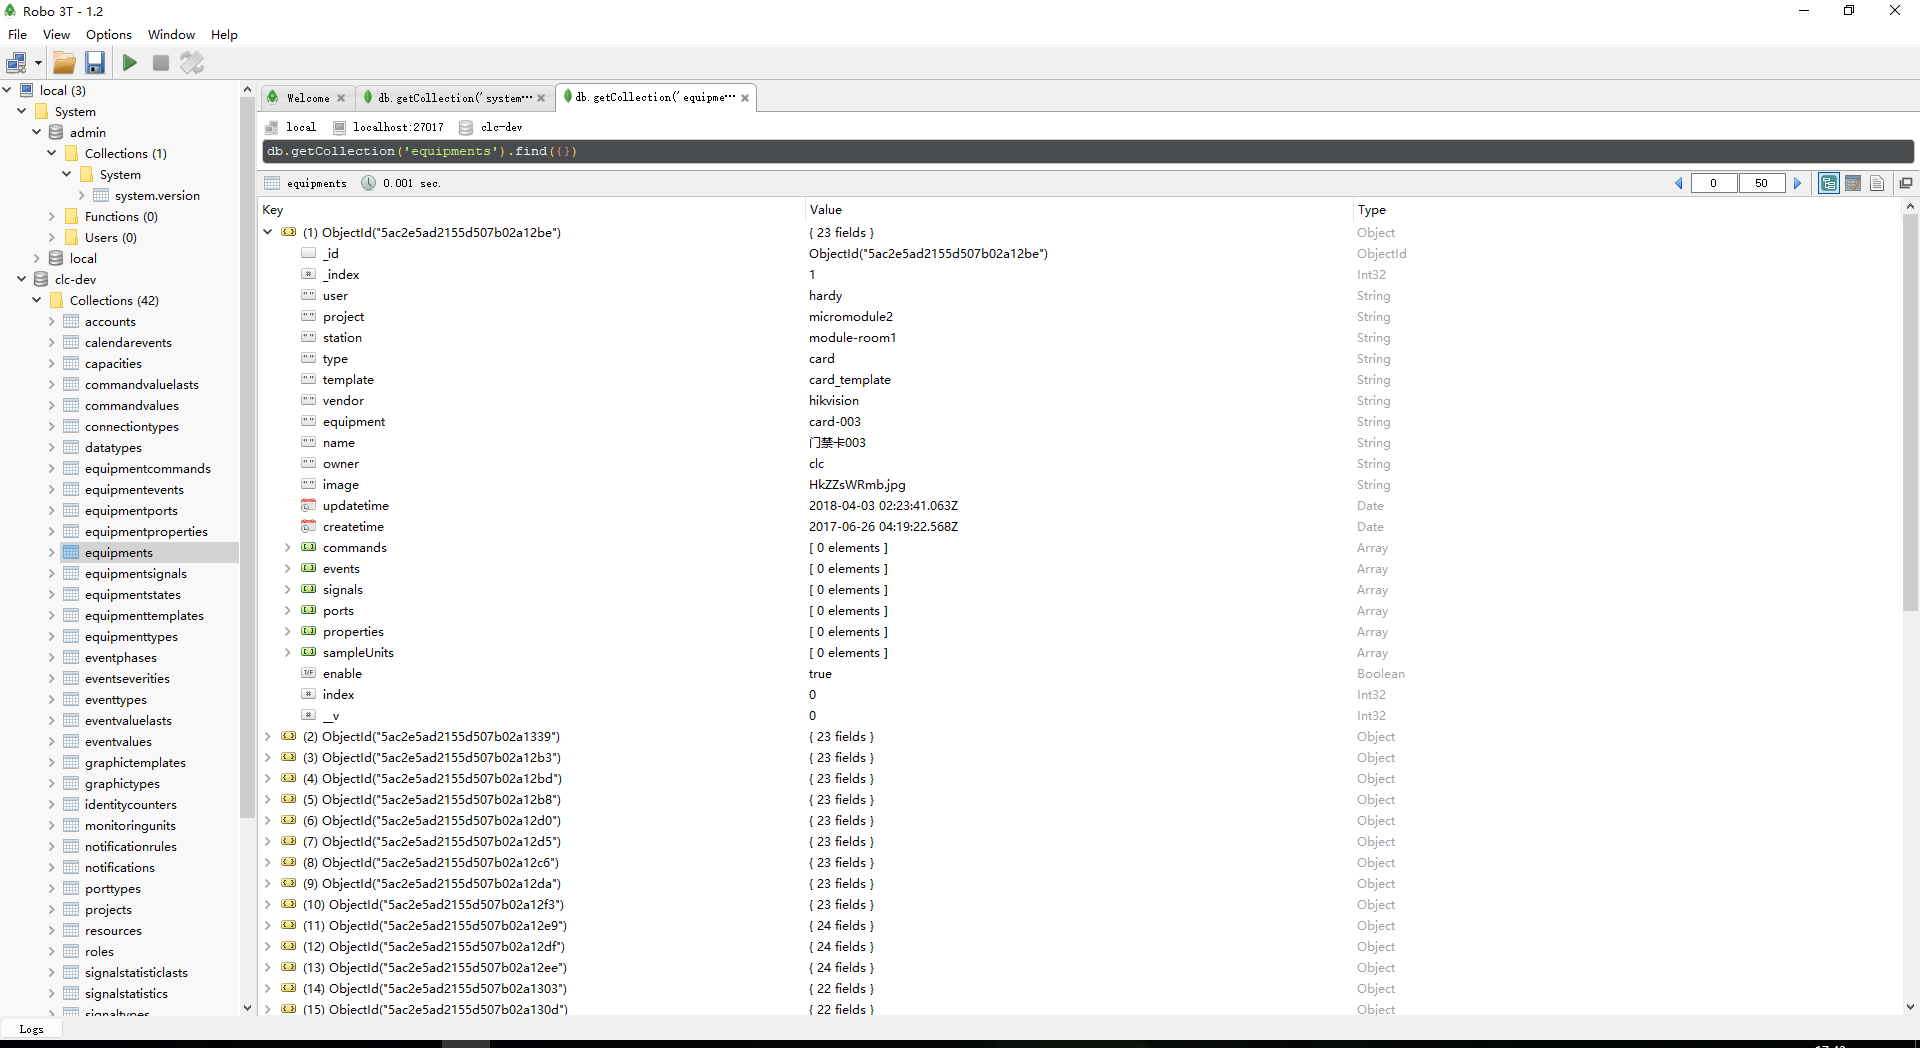 Robo 3T - 1.2
File View Options Window Help
local (3)
System
admin
Collections (1)
System
system.version
Functions (0)
Users (0)
local
clc-dev
Collections (42)
accounts
calendarevents
capacities
commandvaluelasts
commandvalues
connectiontypes
datatypes
equipmentcommands
equipmentevents
equipmentports
equipmentproperties
equipments
equipmentsignals
equipmentstates
equipmenttemplates
equipmenttypes
eventphases
eventseverities
eventtypes
eventvaluelasts
eventvalues
graphictemplates
graphictypes
identitycounters
monitoringunits
notificationrules
notifications
porttypes
projects
resources
roles
signalstatisticlasts
signalstatistics
signaltypes
Logs
Welcome db.getCollection('system··· db.getCollection('equipme···
local localhost:27017 clc-dev
db.getCollection('equipments').find({})
equipments 0.001 sec. 0 50
Key Value Type
(1) ObjectId("5ac2e5ad2155d507b02a12be") { 23 fields } Object
_id ObjectId("5ac2e5ad2155d507b02a12be") ObjectId
_index 1 Int32
user hardy String
project micromodule2 String
station module-room1 String
type card String
template card_template String
vendor hikvision String
equipment card-003 String
name 门禁卡003 String
owner clc String
image HkZZsWRmb.jpg String
updatetime 2018-04-03 02:23:41.063Z Date
createtime 2017-06-26 04:19:22.568Z Date
commands [ 0 elements ] Array
events [ 0 elements ] Array
signals [ 0 elements ] Array
ports [ 0 elements ] Array
properties [ 0 elements ] Array
sampleUnits [ 0 elements ] Array
enable true Boolean
index 0 Int32
__v 0 Int32
(2) ObjectId("5ac2e5ad2155d507b02a1339") { 23 fields } Object
(3) ObjectId("5ac2e5ad2155d507b02a12b3") { 23 fields } Object
(4) ObjectId("5ac2e5ad2155d507b02a12bd") { 23 fields } Object
(5) ObjectId("5ac2e5ad2155d507b02a12b8") { 23 fields } Object
(6) ObjectId("5ac2e5ad2155d507b02a12d0") { 23 fields } Object
(7) ObjectId("5ac2e5ad2155d507b02a12d5") { 23 fields } Object
(8) ObjectId("5ac2e5ad2155d507b02a12c6") { 23 fields } Object
(9) ObjectId("5ac2e5ad2155d507b02a12da") { 23 fields } Object
(10) ObjectId("5ac2e5ad2155d507b02a12f3") { 23 fields } Object
(11) ObjectId("5ac2e5ad2155d507b02a12e9") { 24 fields } Object
(12) ObjectId("5ac2e5ad2155d507b02a12df") { 24 fields } Object
(13) ObjectId("5ac2e5ad2155d507b02a12ee") { 24 fields } Object
(14) ObjectId("5ac2e5ad2155d507b02a1303") { 22 fields } Object
(15) ObjectId("5ac2e5ad2155d507b02a130d") { 22 fields } Object